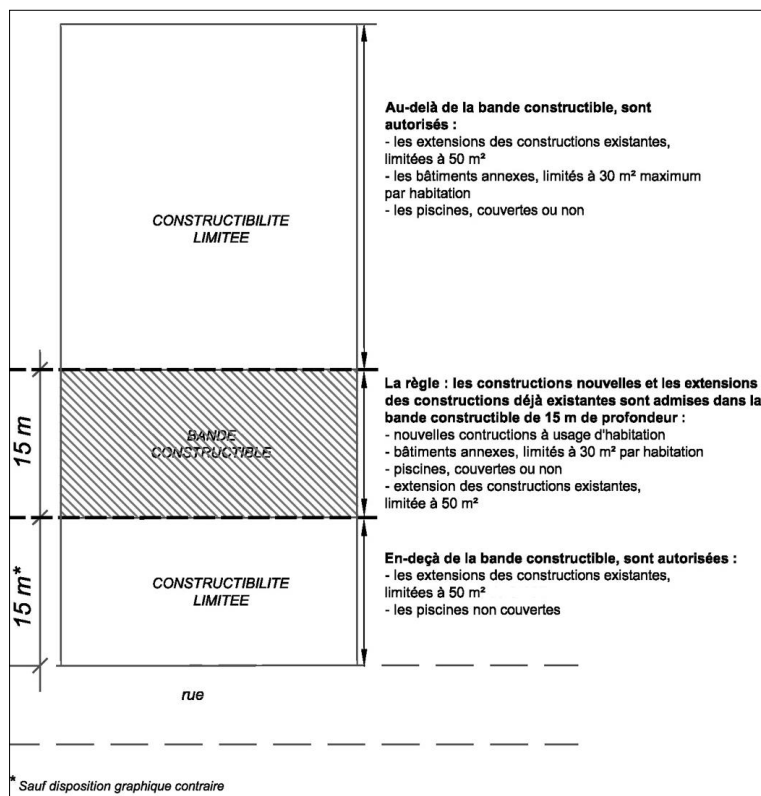 Au-delà de la bande constructible, sont
autorisés :
- les extensions des constructions existantes,
limitées à 50 m²
- les bâtiments annexes, limités à 30 m² maximum
par habitation
- les piscines, couvertes ou non
CONSTRUCTIBILITE
LIMITEE
La règle : les constructions nouvelles et les extensions
des constructions déjà existantes sont admises dans la
bande constructible de 15 m de profondeur :
- nouvelles contructions à usage d'habitation
- bâtiments annexes, limités à 30 m² par habitation
- piscines, couvertes ou non
- extension des constructions existantes,
limitée à 50 m²
15 m
BANDE
CONSTRUCTIBLE
En-deçà de la bande constructible, sont autorisées :
- les extensions des constructions existantes,
limitées à 50 m²
- les piscines non couvertes
15 m*
CONSTRUCTIBILITE
LIMITEE
rue
* Sauf disposition graphique contraire